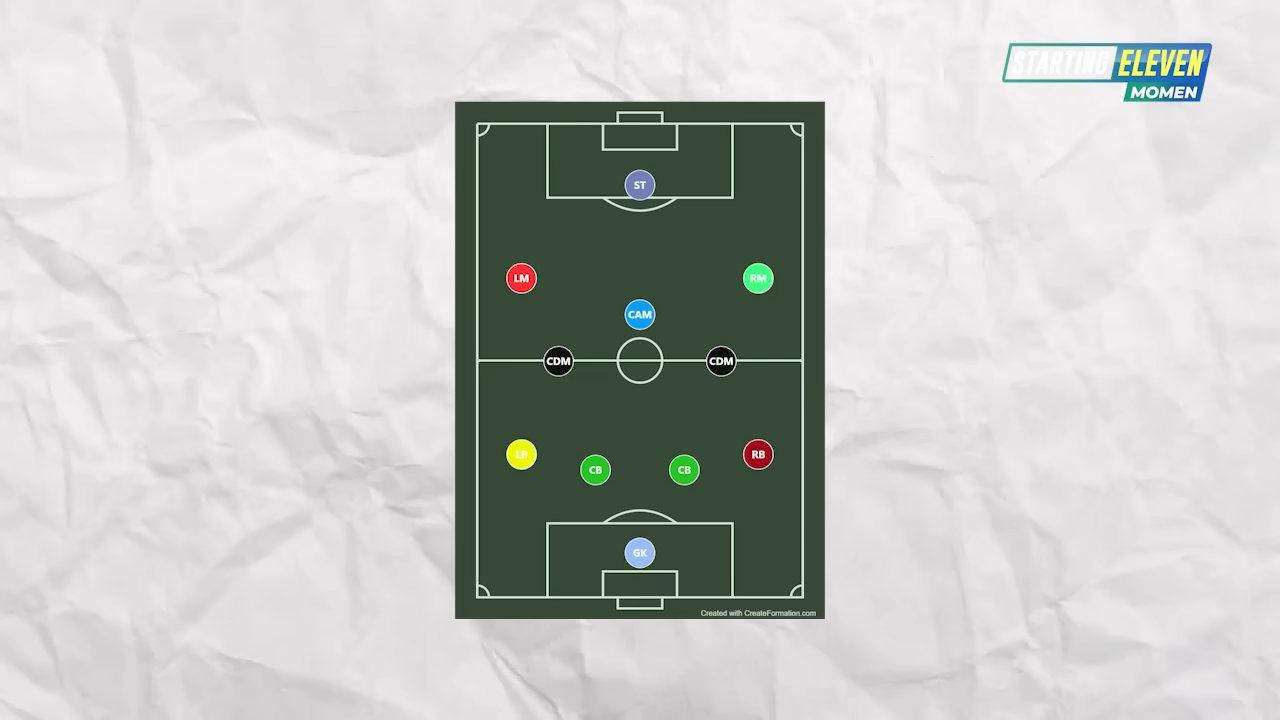 STARTING ELEVEN
MOMEN
ST
LM
RM
CAM
CDM
CDM
LB
RB
CB
CB
GK
Created with CreateFormation.com